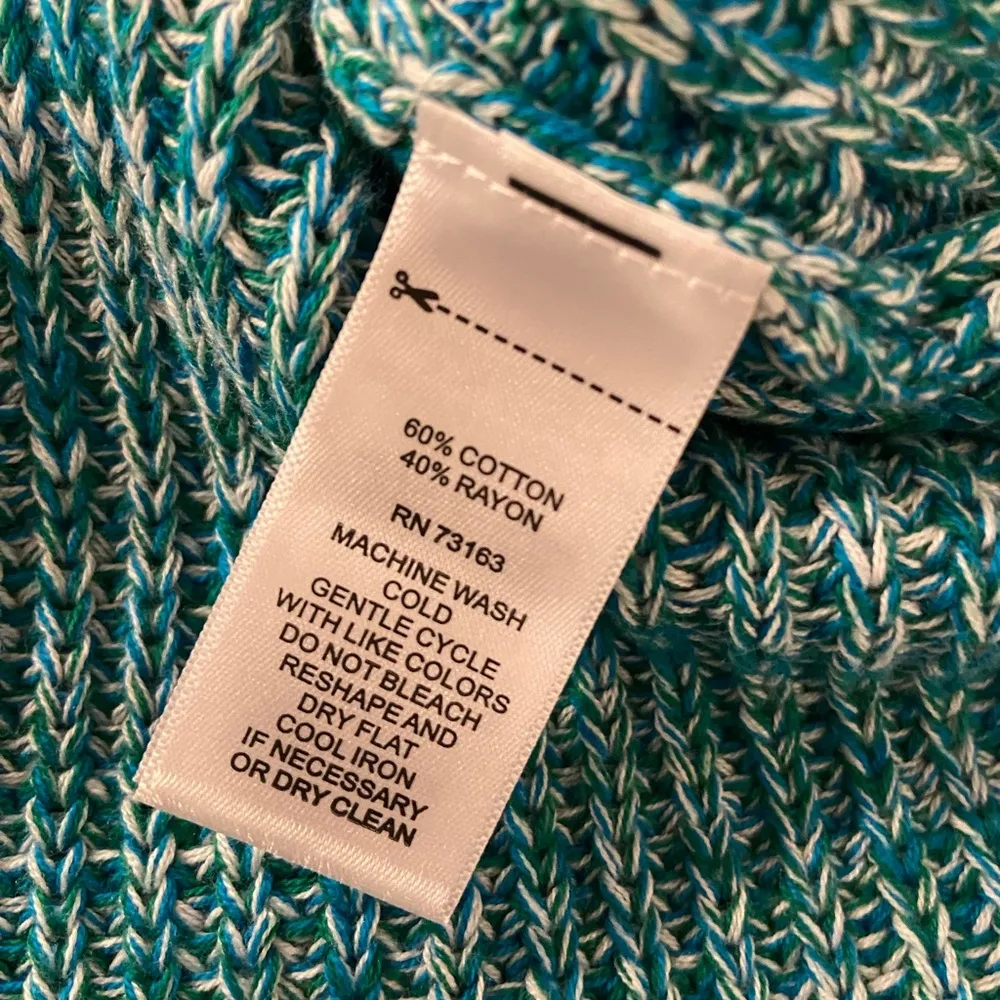 60% COTTON
40% RAYON
RN 73163
MACHINE WASH
COLD
GENTLE CYCLE
WITH LIKE COLORS
DO NOT BLEACH
RESHAPE AND
DRY FLAT
COOL IRON
IF NECESSARY
OR DRY CLEAN